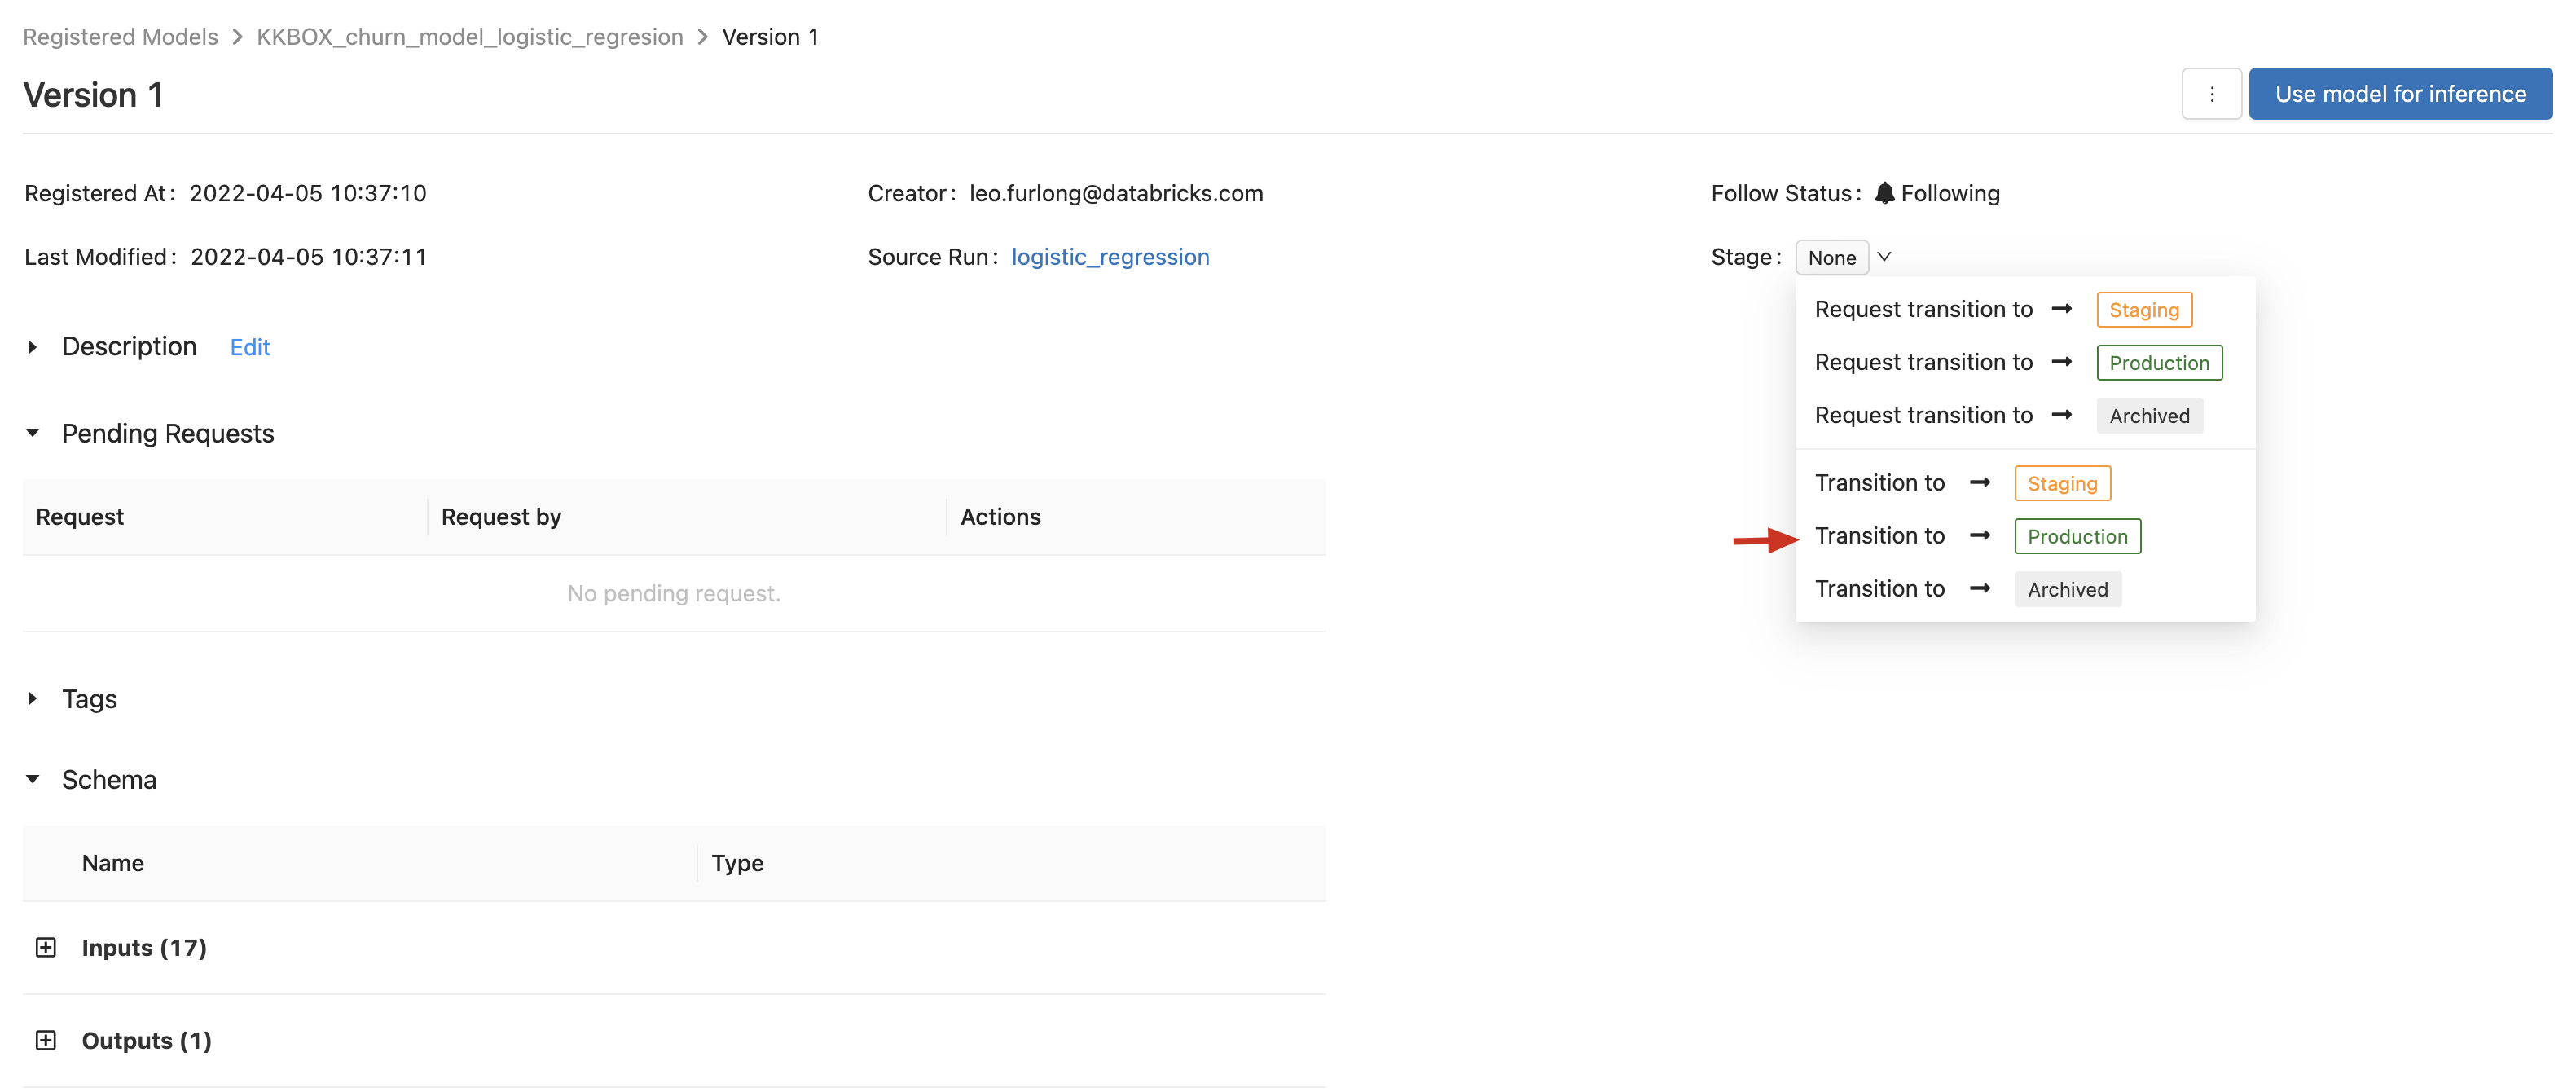 Registered Models > KKBOX_churn_model_logistic_regresion > Version 1
Version 1
Use model for inference
Registered At: 2022-04-05 10:37:10
Creator: leo.furlong@databricks.com
Follow Status: Following
Last Modified: 2022-04-05 10:37:11
Source Run: logistic_regression
Stage: None
Request transition to → Staging
Request transition to → Production
Request transition to → Archived
Transition to → Staging
Transition to → Production
Transition to → Archived
Description Edit
Pending Requests
Request Request by Actions
No pending request.
Tags
Schema
Name Type
Inputs (17)
Outputs (1)